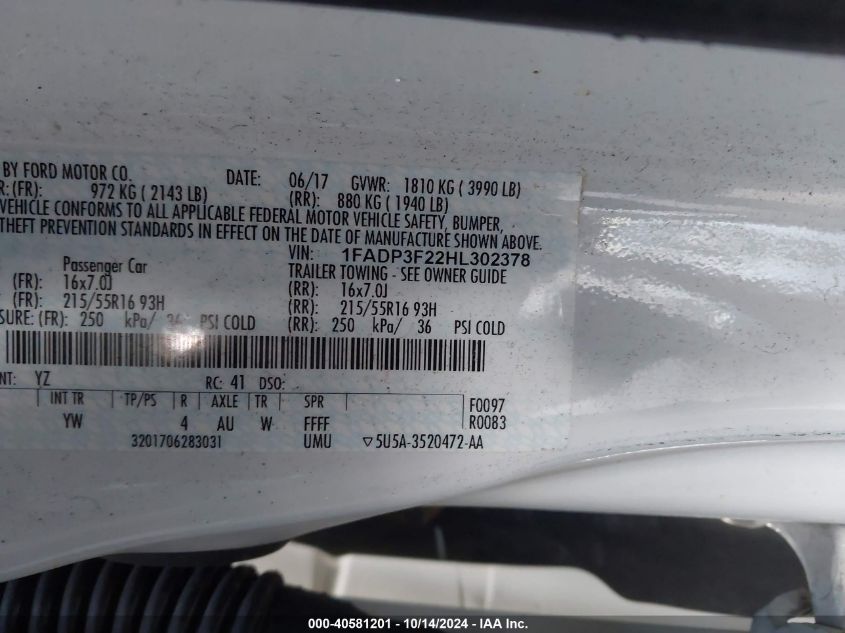 BY FORD MOTOR CO. DATE: 06/17 GVWR: 1810 KG ( 3990 LB)
R: (FR): 972 KG ( 2143 LB) (RR): 880 KG ( 1940 LB)
VEHICLE CONFORMS TO ALL APPLICABLE FEDERAL MOTOR VEHICLE SAFETY, BUMPER,
THEFT PREVENTION STANDARDS IN EFFECT ON THE DATE OF MANUFACTURE SHOWN ABOVE.
VIN: 1FADP3F22HL302378
Passenger Car TRAILER TOWING - SEE OWNER GUIDE
(FR): 16x7.0J (RR): 16x7.0J
(FR): 215/55R16 93H (RR): 215/55R16 93H
SURE: (FR): 250 kPa/ 36 PSI COLD (RR): 250 kPa/ 36 PSI COLD
NT: YZ RC: 41 DSO:
INT TR TP/PS R AXLE TR SPR F0097
YW 4 AU W FFFF R0083
3201706283031 UMU ▽5U5A-3520472-AA
000-40581201 - 10/14/2024 - IAA Inc.